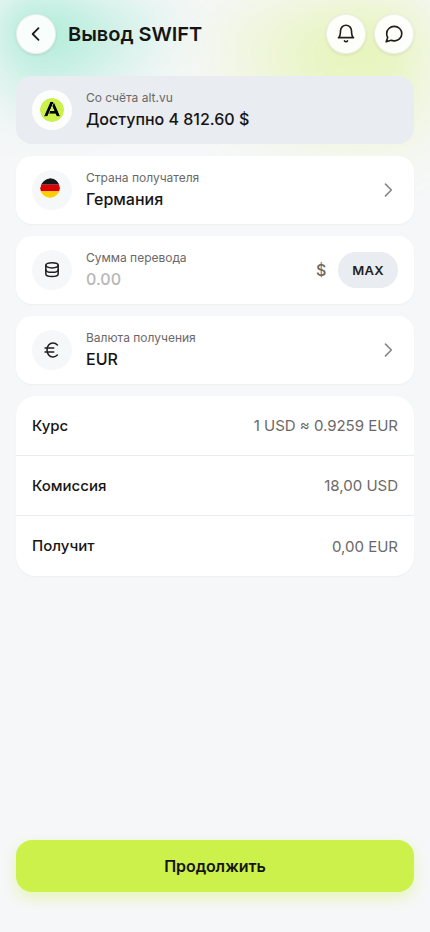 Вывод SWIFT
Со счёта alt.vu
Доступно 4 812.60 $
Страна получателя
Германия
Сумма перевода
0.00 $ MAX
Валюта получения
EUR
Курс 1 USD ≈ 0.9259 EUR
Комиссия 18,00 USD
Получит 0,00 EUR
Продолжить